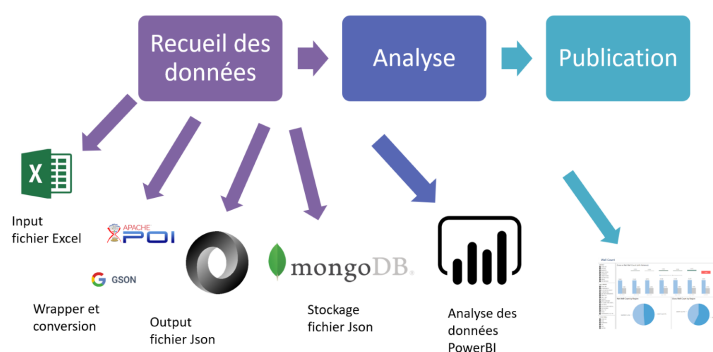 Recueil des
données
Analyse
Publication
X
Input
fichier Excel
APACHE
POI
G GSON
Wrapper et
conversion
Output
fichier Json
mongoDB.
Stockage
fichier Json
Analyse des
données
PowerBI